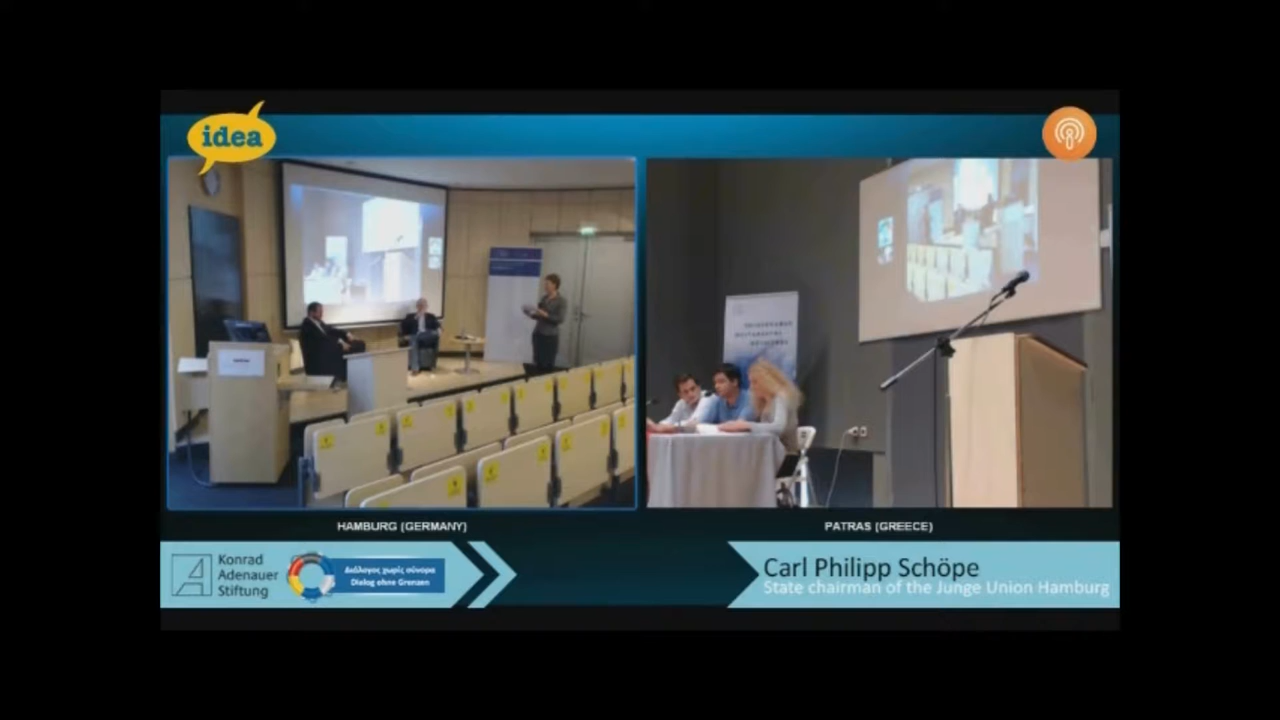 idea
HAMBURG (GERMANY)
PATRAS (GREECE)
Konrad
Adenauer
Stiftung
Διάλογος χωρίς σύνορα
Dialog ohne Grenzen
Carl Philipp Schöpe
State chairman of the Junge Union Hamburg